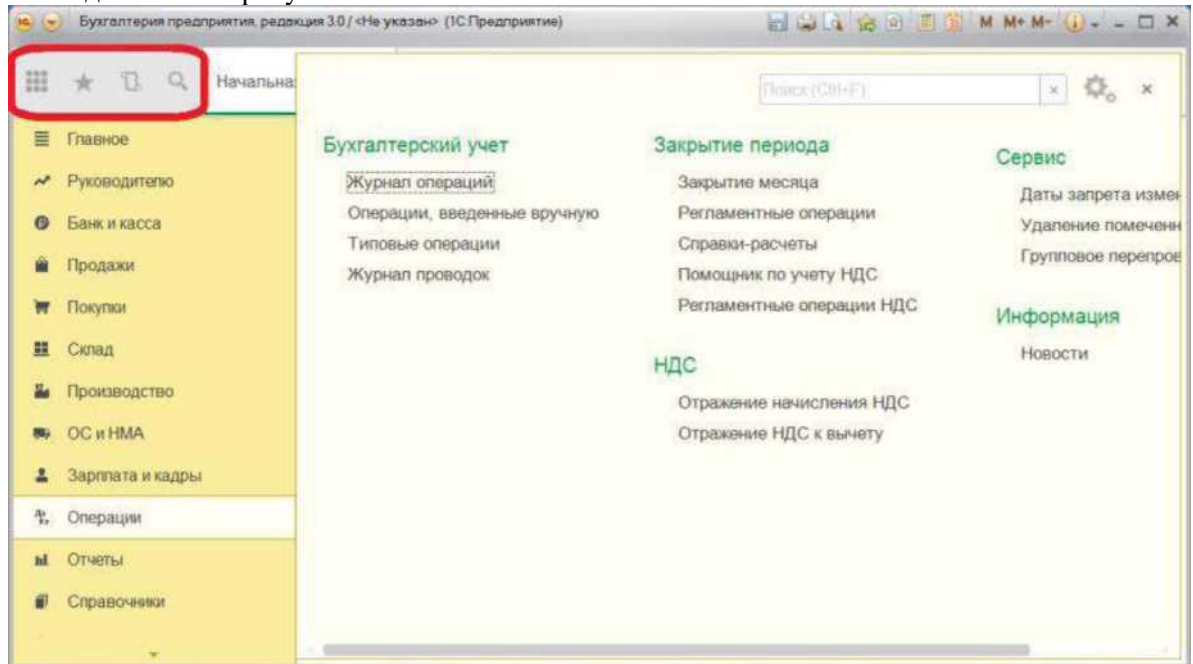 Бухгалтерия предприятия, редакция 3.0 / <Не указан> (1С:Предприятие)
M M+ M-
Начальная
Поиск (Ctrl+F)
Главное
Руководителю
Банк и касса
Продажи
Покупки
Склад
Производство
ОС и НМА
Зарплата и кадры
Операции
Отчеты
Справочники
Бухгалтерский учет
Журнал операций
Операции, введенные вручную
Типовые операции
Журнал проводок
Закрытие периода
Закрытие месяца
Регламентные операции
Справки-расчеты
Помощник по учету НДС
Регламентные операции НДС
НДС
Отражение начисления НДС
Отражение НДС к вычету
Сервис
Даты запрета измен
Удаление помеченн
Групповое перепров
Информация
Новости